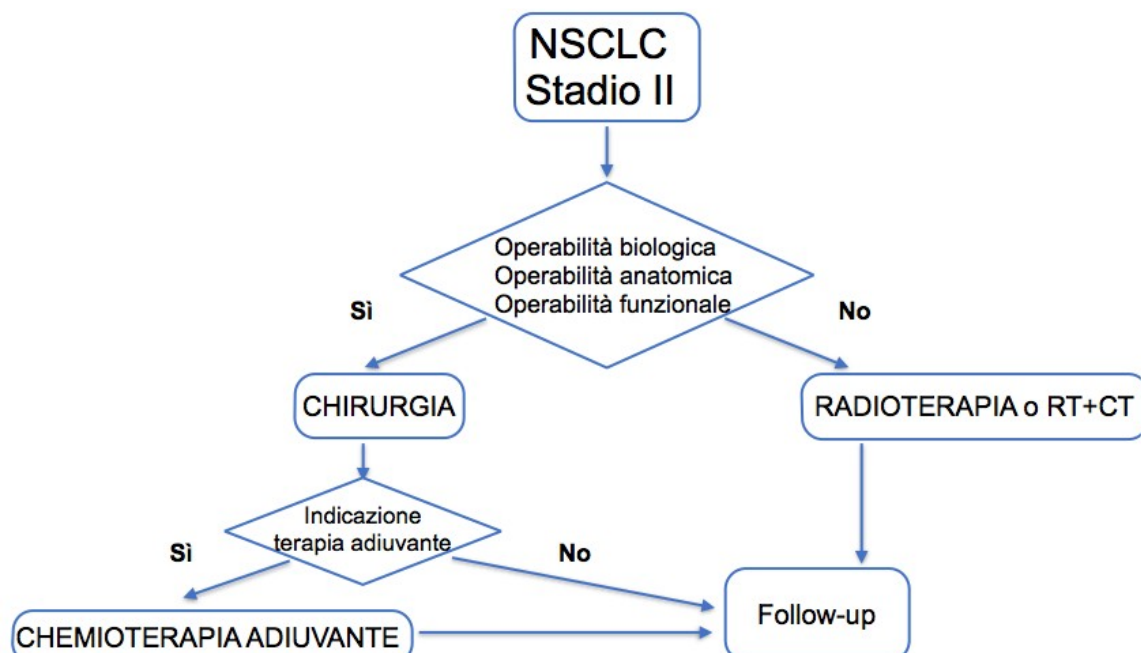 NSCLC
Stadio II
Operabilità biologica
Operabilità anatomica
Operabilità funzionale
Sì
No
CHIRURGIA
RADIOTERAPIA o RT+CT
Indicazione
terapia adiuvante
Sì
No
CHEMIOTERAPIA ADIUVANTE
Follow-up